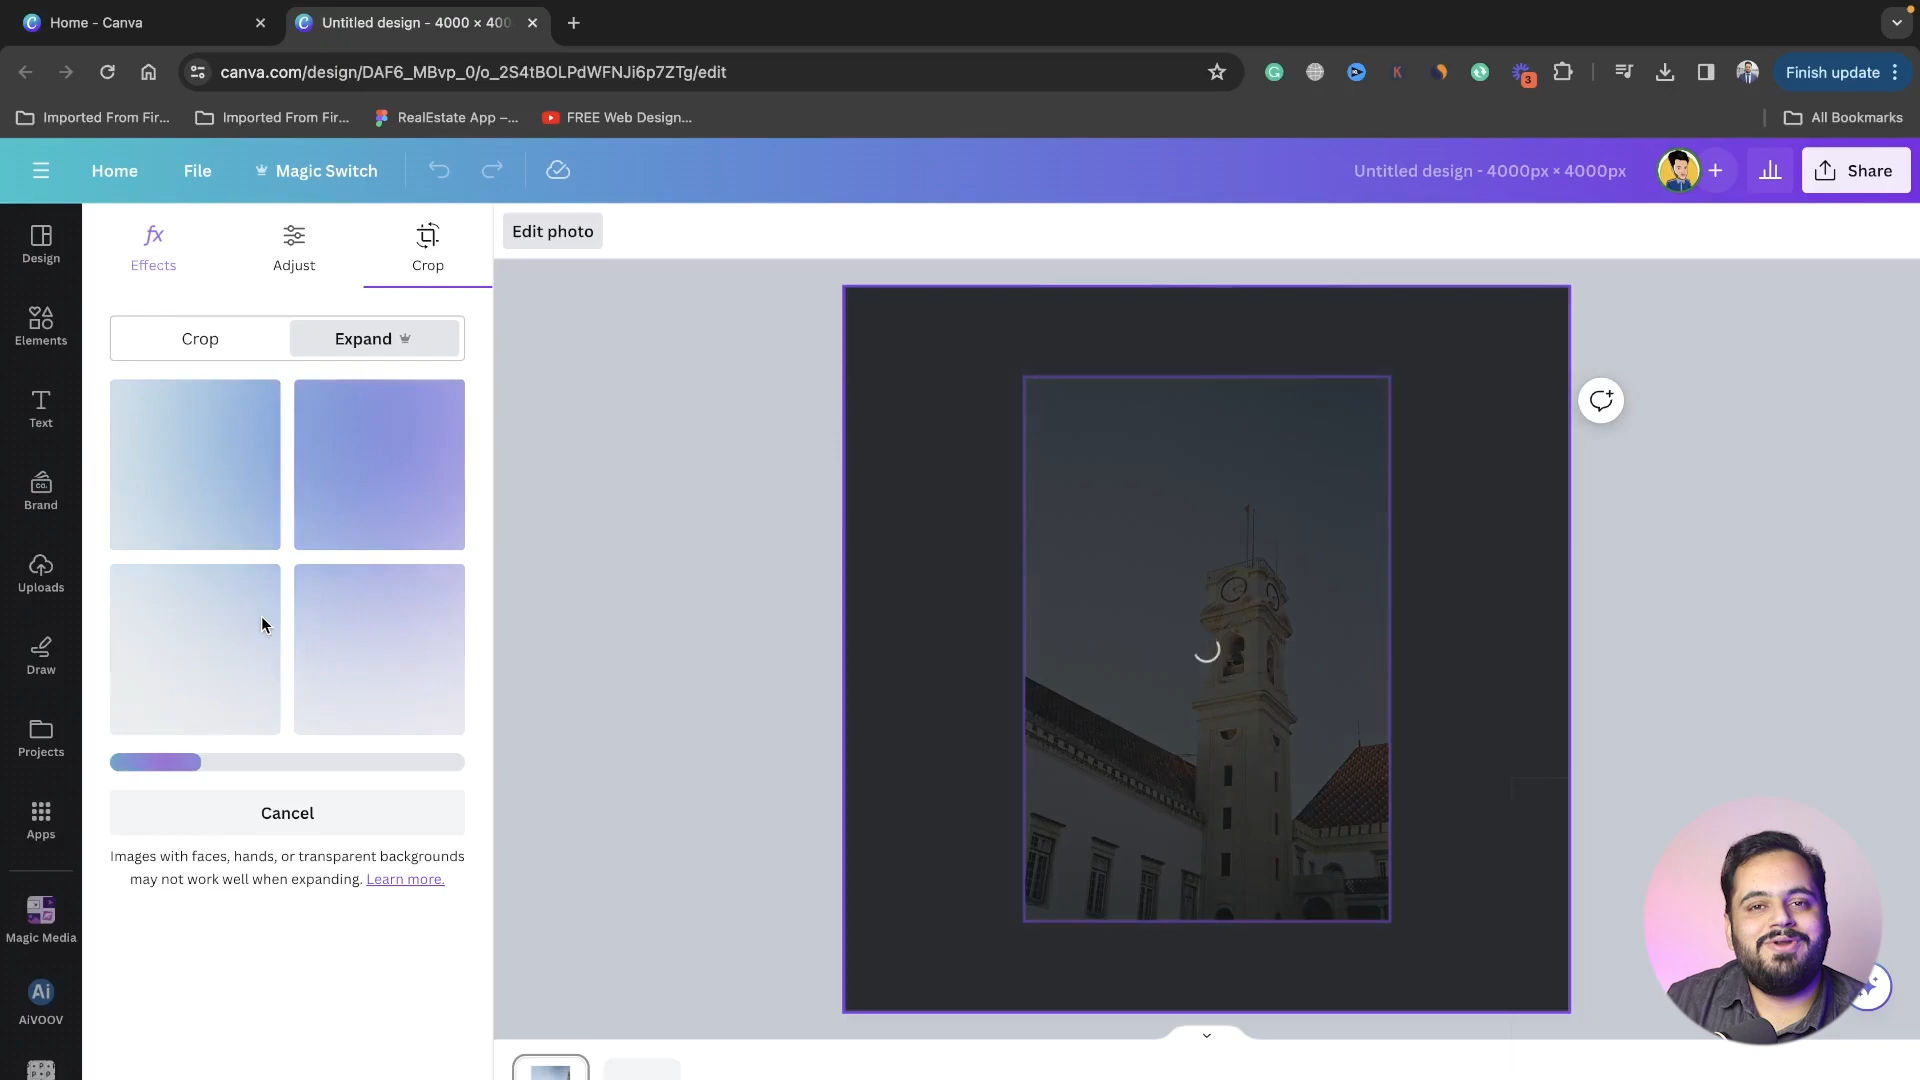 Home - Canva
Untitled design - 4000 × 400
canva.com/design/DAF6_MBvp_0/o_2S4tBOLPdWFNJi6p7ZTg/edit
3
Finish update
Imported From Fir...
Imported From Fir...
RealEstate App –...
FREE Web Design...
All Bookmarks
Home
File
Magic Switch
Untitled design - 4000px × 4000px
Share
Design
Elements
Text
Brand
Uploads
Draw
Projects
Apps
Magic Media
Ai
AiVOOV
fx
Effects
Adjust
Crop
Edit photo
Crop
Expand
Cancel
Images with faces, hands, or transparent backgrounds
may not work well when expanding. Learn more.